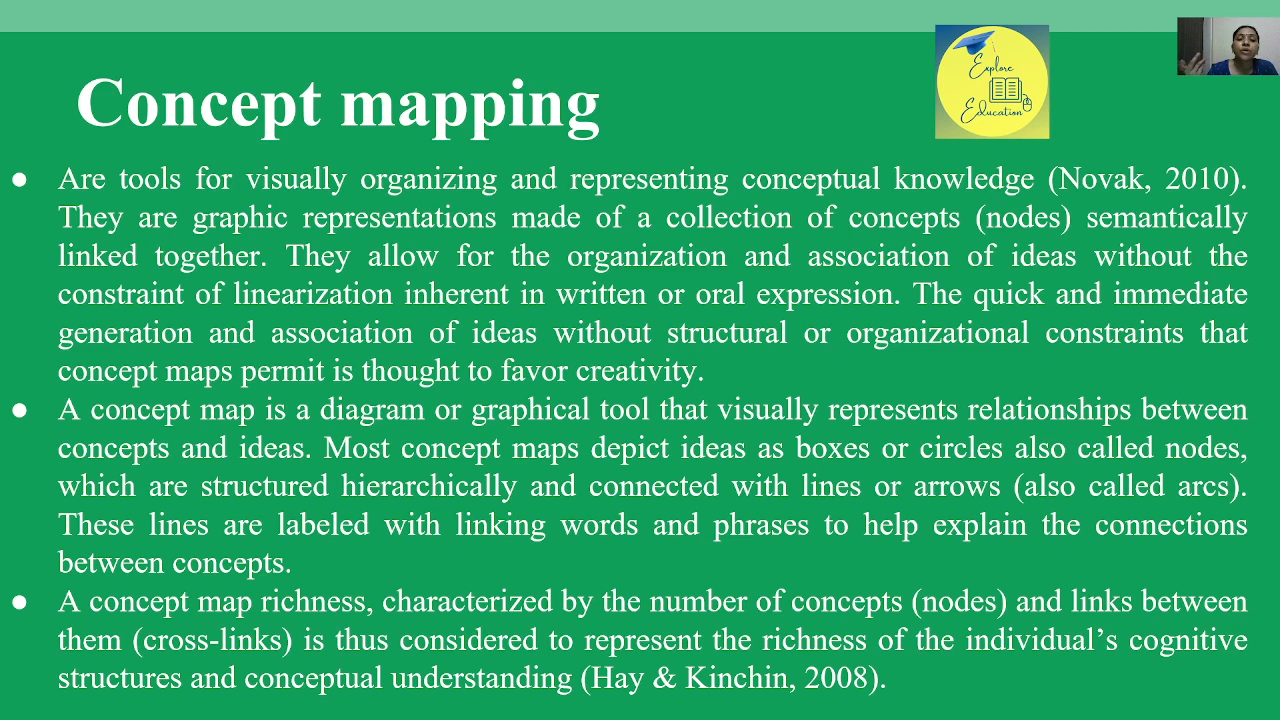 Explore
Education
Concept mapping
● Are tools for visually organizing and representing conceptual knowledge (Novak, 2010).
They are graphic representations made of a collection of concepts (nodes) semantically
linked together. They allow for the organization and association of ideas without the
constraint of linearization inherent in written or oral expression. The quick and immediate
generation and association of ideas without structural or organizational constraints that
concept maps permit is thought to favor creativity.
● A concept map is a diagram or graphical tool that visually represents relationships between
concepts and ideas. Most concept maps depict ideas as boxes or circles also called nodes,
which are structured hierarchically and connected with lines or arrows (also called arcs).
These lines are labeled with linking words and phrases to help explain the connections
between concepts.
● A concept map richness, characterized by the number of concepts (nodes) and links between
them (cross-links) is thus considered to represent the richness of the individual’s cognitive
structures and conceptual understanding (Hay & Kinchin, 2008).